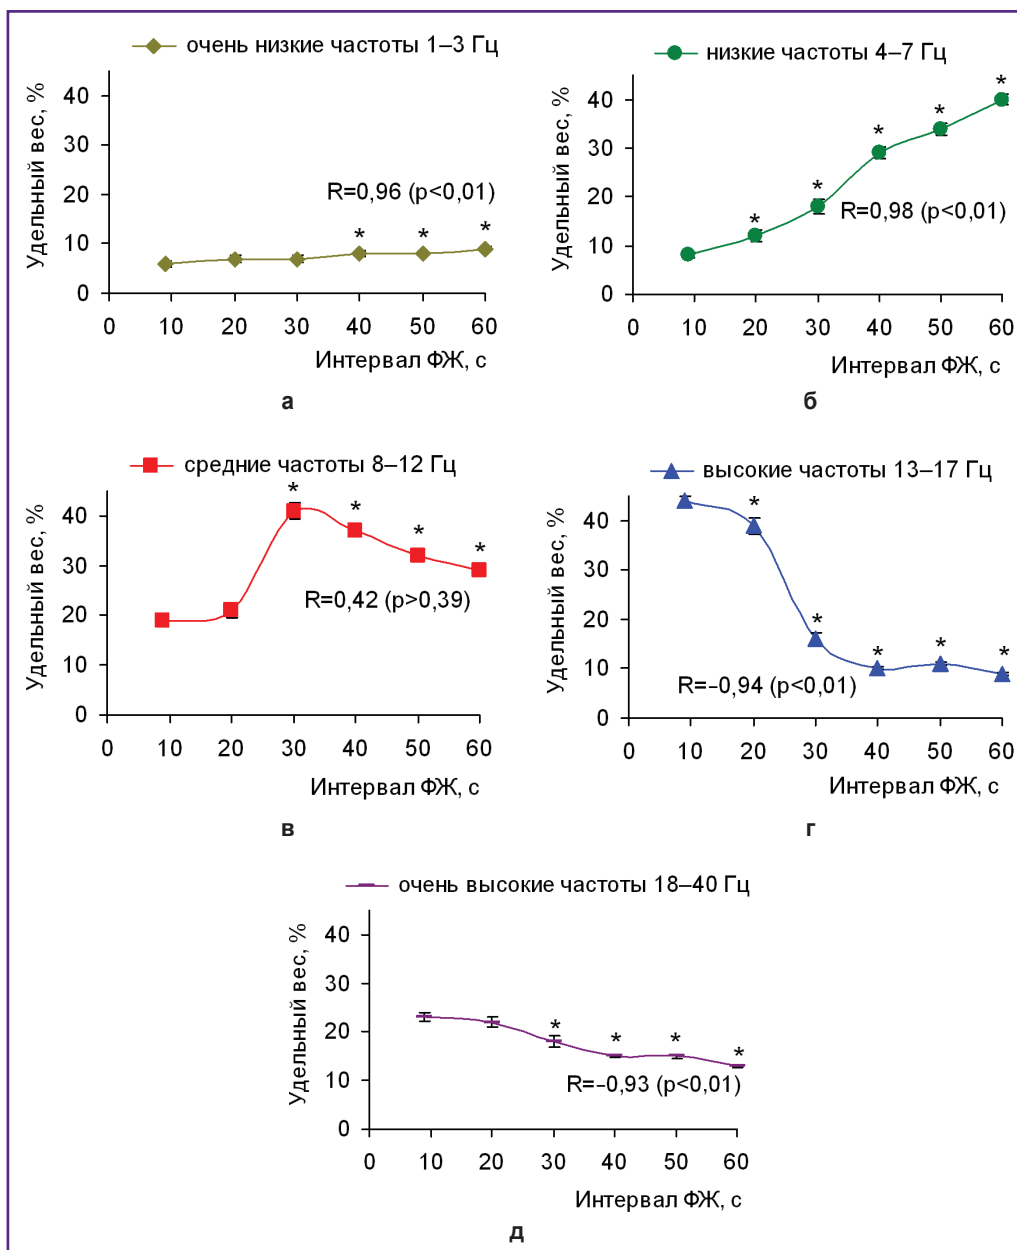 очень низкие частоты 1–3 Гц
Удельный вес, %
40
30
20
10
0
R=0,96 (p<0,01)
* * *
0 10 20 30 40 50 60
Интервал ФЖ, с
а
низкие частоты 4–7 Гц
Удельный вес, %
40
30
20
10
0
* * * * *
R=0,98 (p<0,01)
0 10 20 30 40 50 60
Интервал ФЖ, с
б
средние частоты 8–12 Гц
Удельный вес, %
40
30
20
10
0
* * * *
R=0,42 (p>0,39)
0 10 20 30 40 50 60
Интервал ФЖ, с
в
высокие частоты 13–17 Гц
Удельный вес, %
40
30
20
10
0
* * * * *
R=–0,94 (p<0,01)
0 10 20 30 40 50 60
Интервал ФЖ, с
г
очень высокие частоты 18–40 Гц
Удельный вес, %
40
30
20
10
0
* * * *
R=–0,93 (p<0,01)
0 10 20 30 40 50 60
Интервал ФЖ, с
д